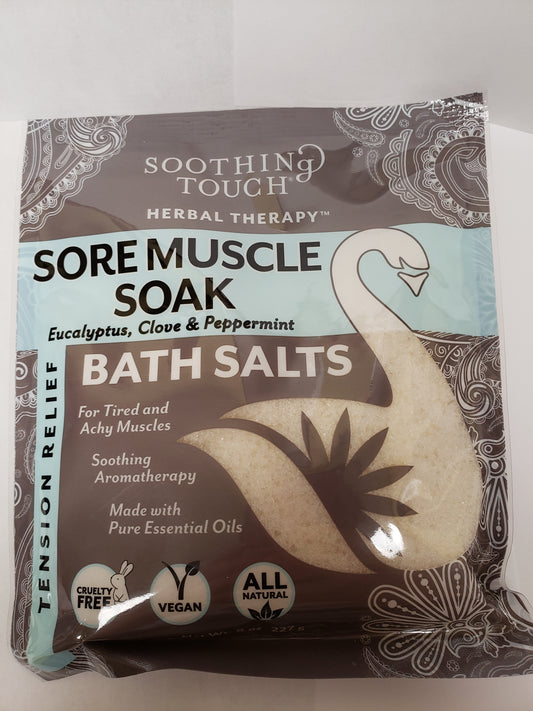 SOOTHING
TOUCH®
HERBAL THERAPY™
SORE MUSCLE
SOAK
Eucalyptus, Clove & Peppermint
BATH SALTS
TENSION RELIEF
For Tired and
Achy Muscles
Soothing
Aromatherapy
Made with
Pure Essential Oils
CRUELTY
FREE
VEGAN
ALL
NATURAL
227 g